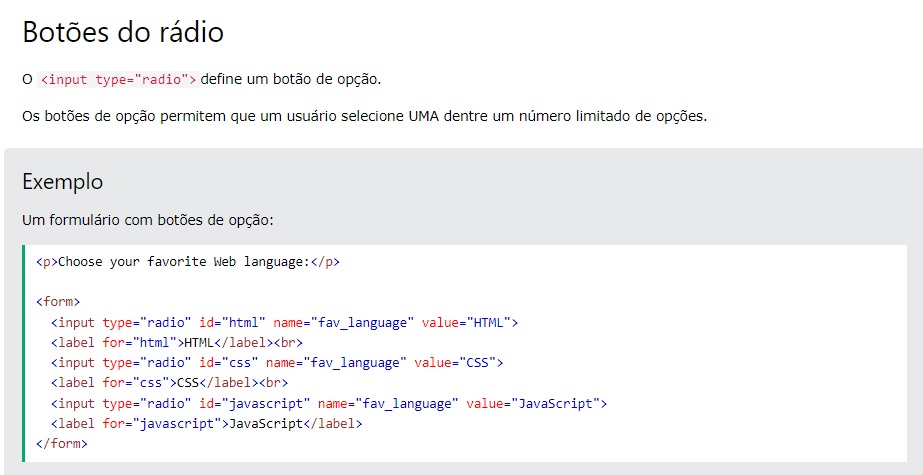 Botões do rádio
O <input type="radio"> define um botão de opção.
Os botões de opção permitem que um usuário selecione UMA dentre um número limitado de opções.
Exemplo
Um formulário com botões de opção:
<p>Choose your favorite Web language:</p>
<form>
<input type="radio" id="html" name="fav_language" value="HTML">
<label for="html">HTML</label><br>
<input type="radio" id="css" name="fav_language" value="CSS">
<label for="css">CSS</label><br>
<input type="radio" id="javascript" name="fav_language" value="JavaScript">
<label for="javascript">JavaScript</label>
</form>